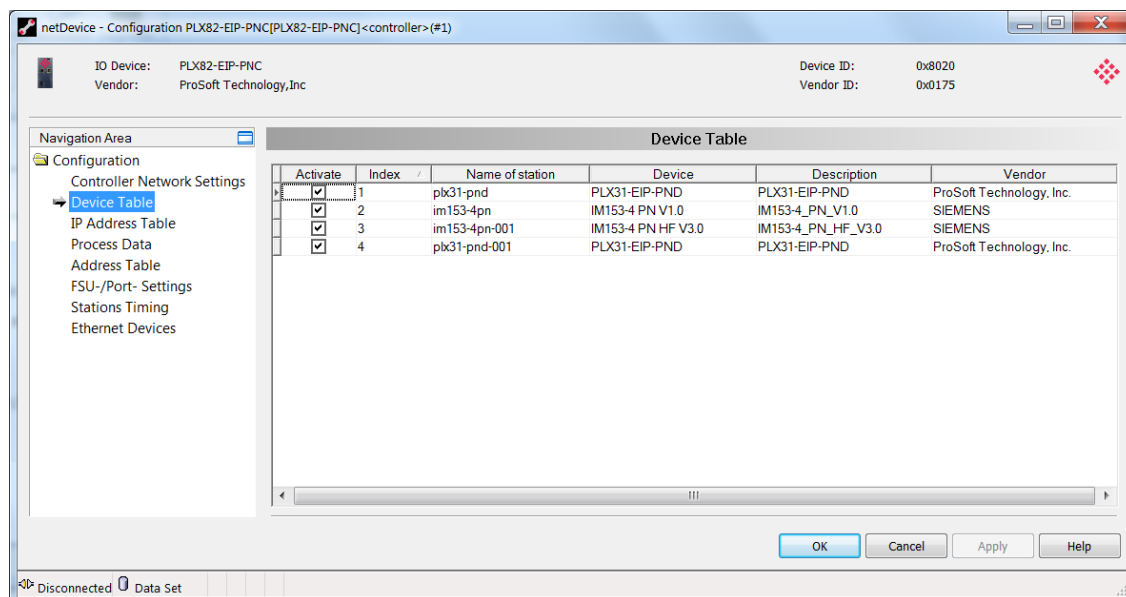 netDevice - Configuration PLX82-EIP-PNC[PLX82-EIP-PNC]<controller>(#1)
IO Device: PLX82-EIP-PNC Device ID: 0x8020
Vendor: ProSoft Technology,Inc Vendor ID: 0x0175
Navigation Area
Configuration
Controller Network Settings
Device Table
IP Address Table
Process Data
Address Table
FSU-/Port- Settings
Stations Timing
Ethernet Devices
Device Table
Activate Index Name of station Device Description Vendor
1 plx31-pnd PLX31-EIP-PND PLX31-EIP-PND ProSoft Technology, Inc.
2 im153-4pn IM153-4 PN V1.0 IM153-4_PN_V1.0 SIEMENS
3 im153-4pn-001 IM153-4 PN HF V3.0 IM153-4_PN_HF_V3.0 SIEMENS
4 plx31-pnd-001 PLX31-EIP-PND PLX31-EIP-PND ProSoft Technology, Inc.
OK Cancel Apply Help
Disconnected Data Set